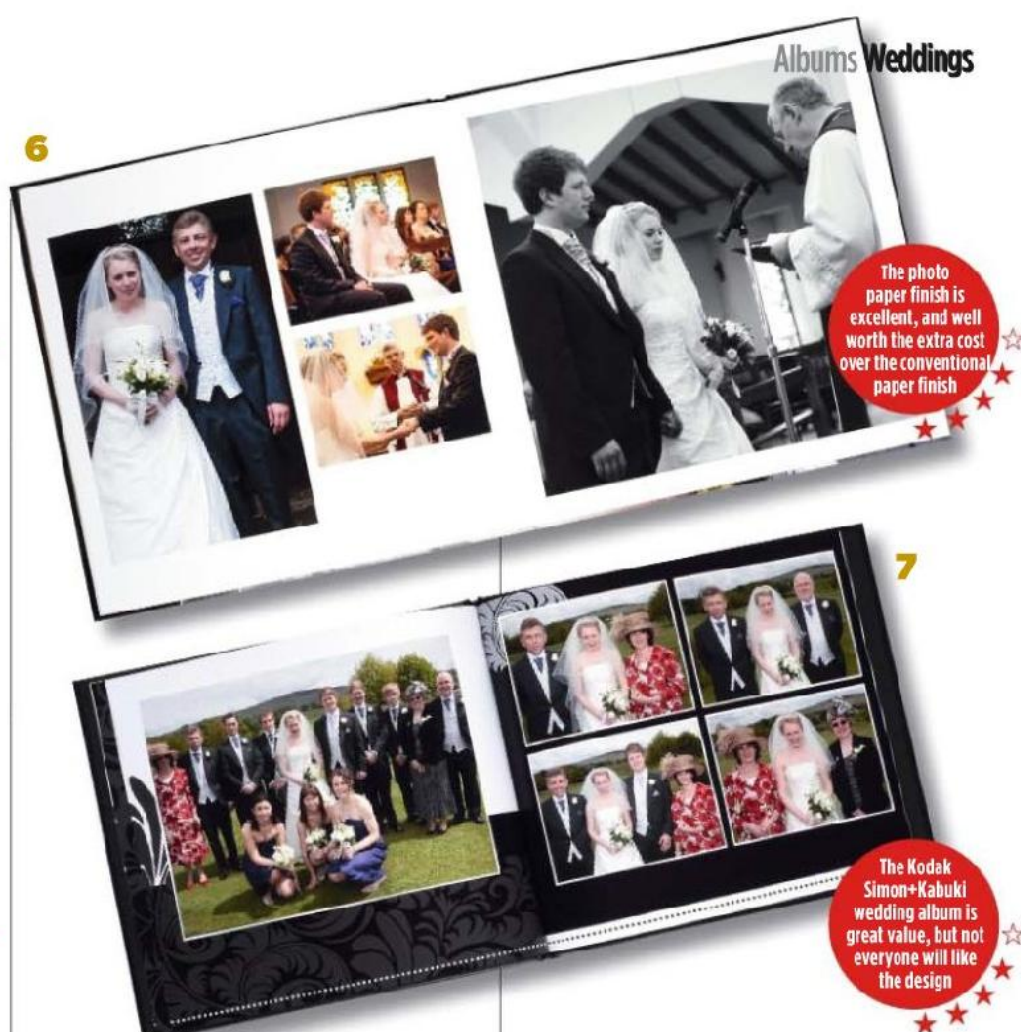 Albums Weddings
6
The photo
paper finish is
excellent, and well
worth the extra cost
over the conventional
paper finish
7
The Kodak
Simon+Kabuki
wedding album is
great value, but not
everyone will like
the design